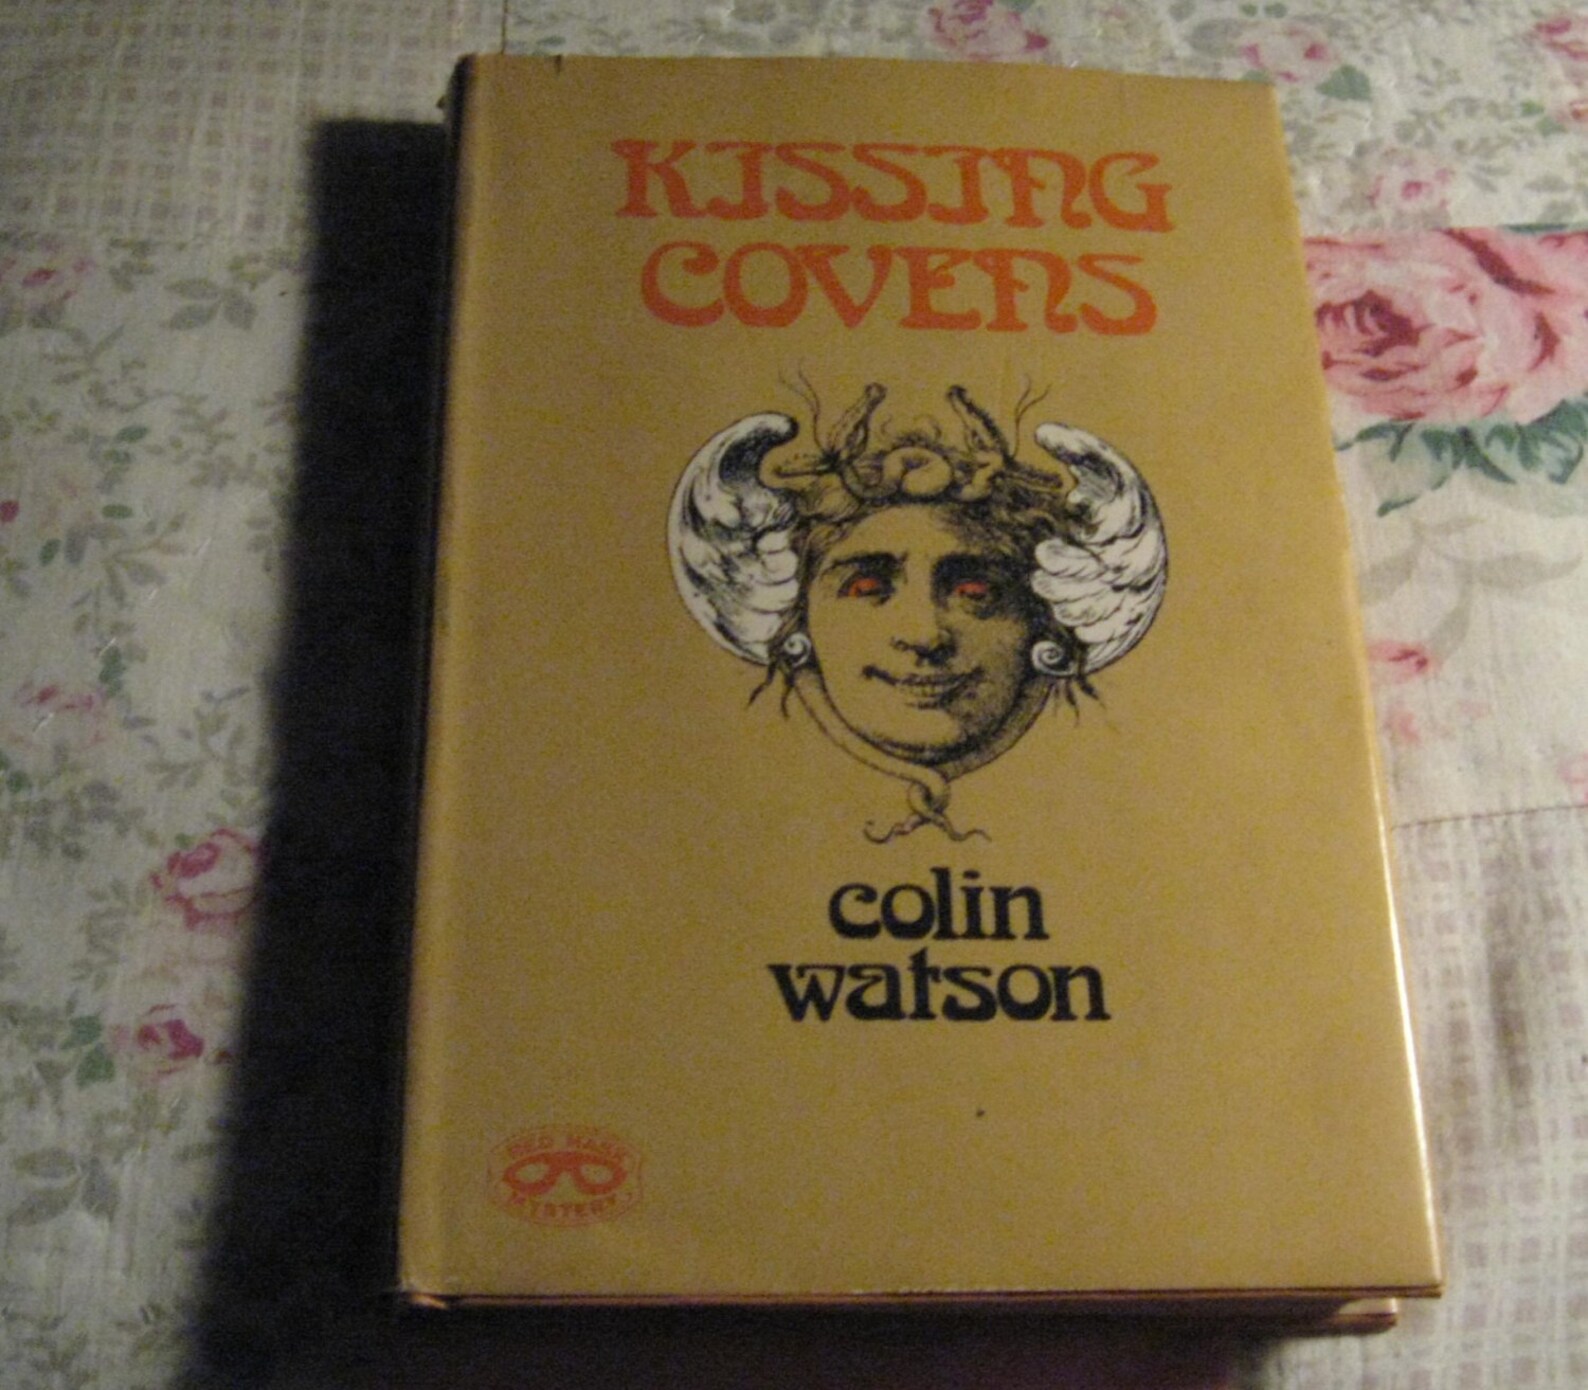 KISSING
COVENS
colin
watson
RED MASK
MYSTERY